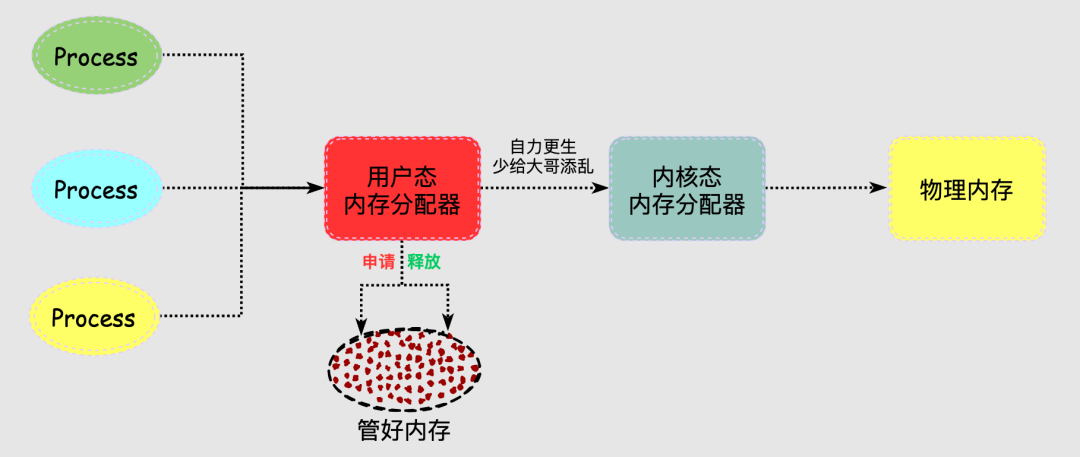 Process
Process
Process
用户态
内存分配器
自力更生
少给大哥添乱
内核态
内存分配器
物理内存
申请 释放
管好内存